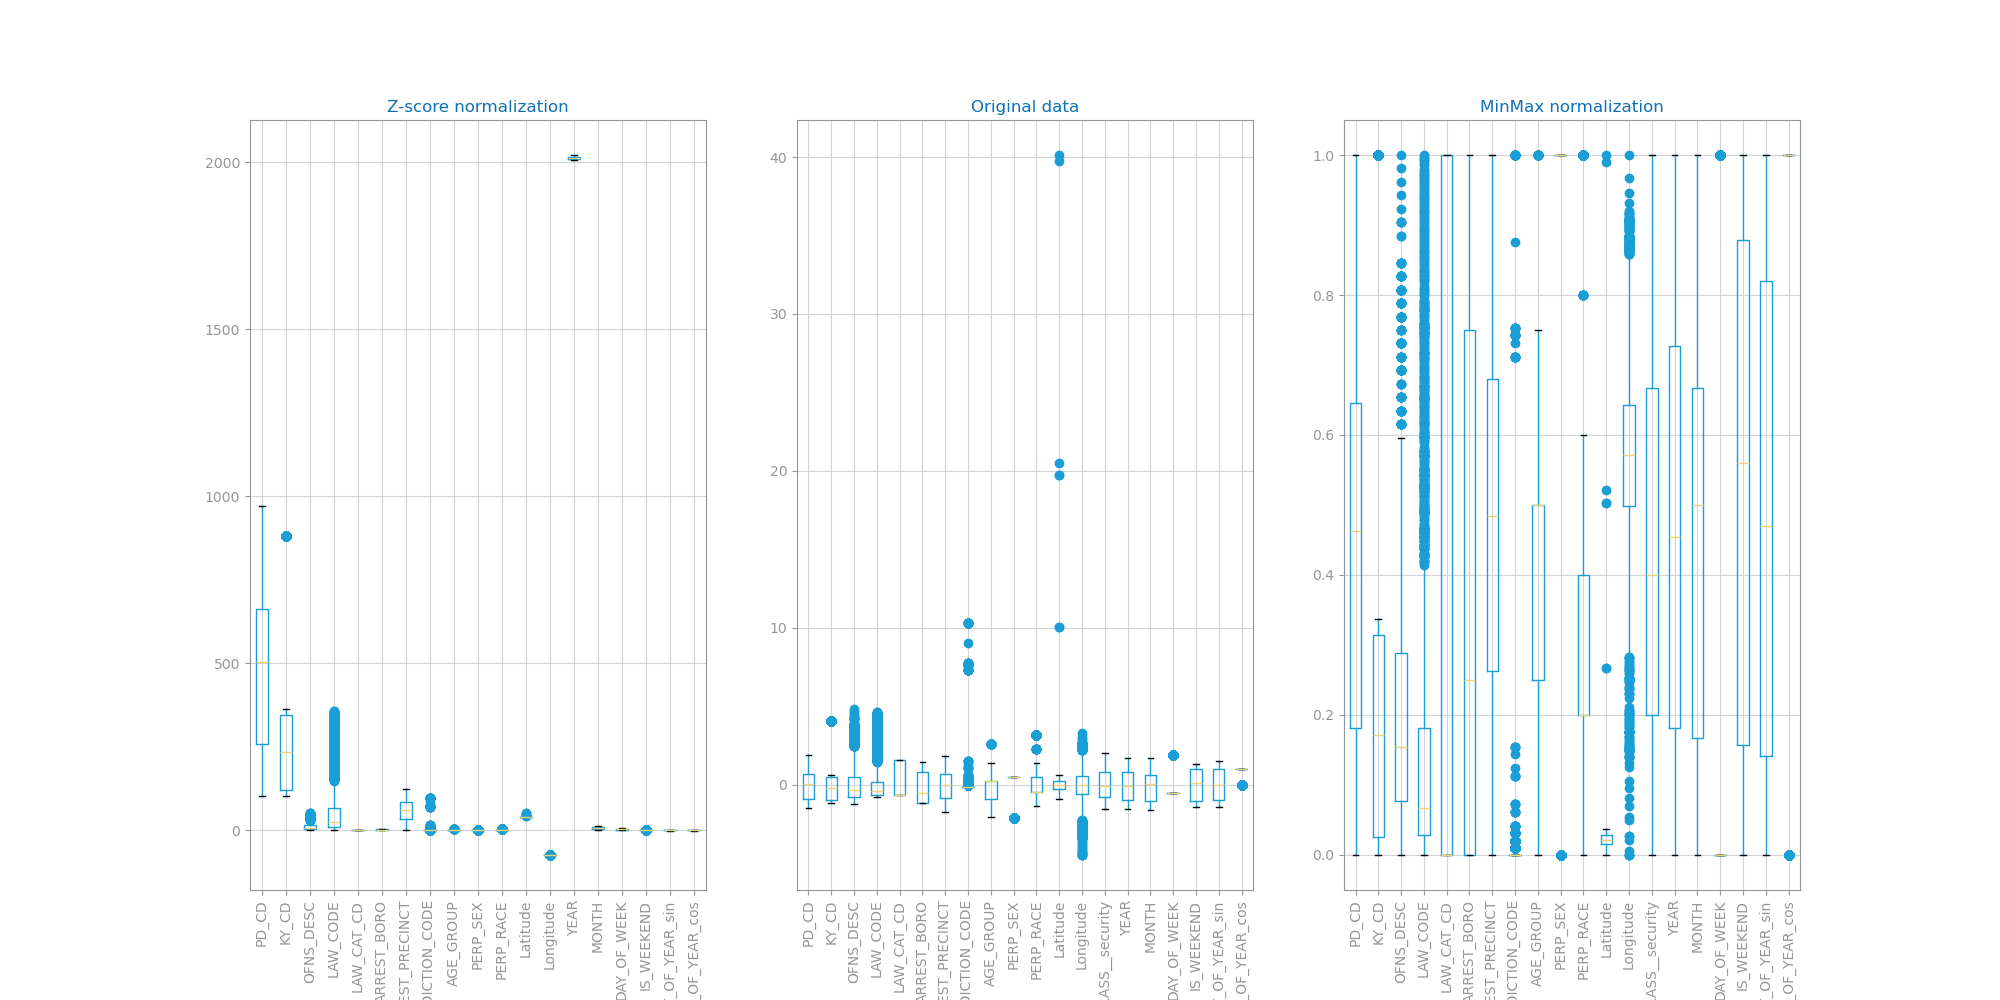 Z-score normalization
Original data
MinMax normalization
2000
1500
1000
500
0
40
30
20
10
0
1.0
0.8
0.6
0.4
0.2
0.0
PD_CD
KY_CD
OFNS_DESC
LAW_CODE
LAW_CAT_CD
ARREST_BORO
EST_PRECINCT
DICTION_CODE
AGE_GROUP
PERP_SEX
PERP_RACE
Latitude
Longitude
YEAR
MONTH
DAY_OF_WEEK
IS_WEEKEND
_OF_YEAR_sin
_OF_YEAR_cos
PD_CD
KY_CD
OFNS_DESC
LAW_CODE
LAW_CAT_CD
ARREST_BORO
EST_PRECINCT
DICTION_CODE
AGE_GROUP
PERP_SEX
PERP_RACE
Latitude
Longitude
ASS__security
YEAR
MONTH
DAY_OF_WEEK
IS_WEEKEND
_OF_YEAR_sin
_OF_YEAR_cos
PD_CD
KY_CD
OFNS_DESC
LAW_CODE
LAW_CAT_CD
ARREST_BORO
EST_PRECINCT
DICTION_CODE
AGE_GROUP
PERP_SEX
PERP_RACE
Latitude
Longitude
ASS__security
YEAR
MONTH
DAY_OF_WEEK
IS_WEEKEND
_OF_YEAR_sin
_OF_YEAR_cos